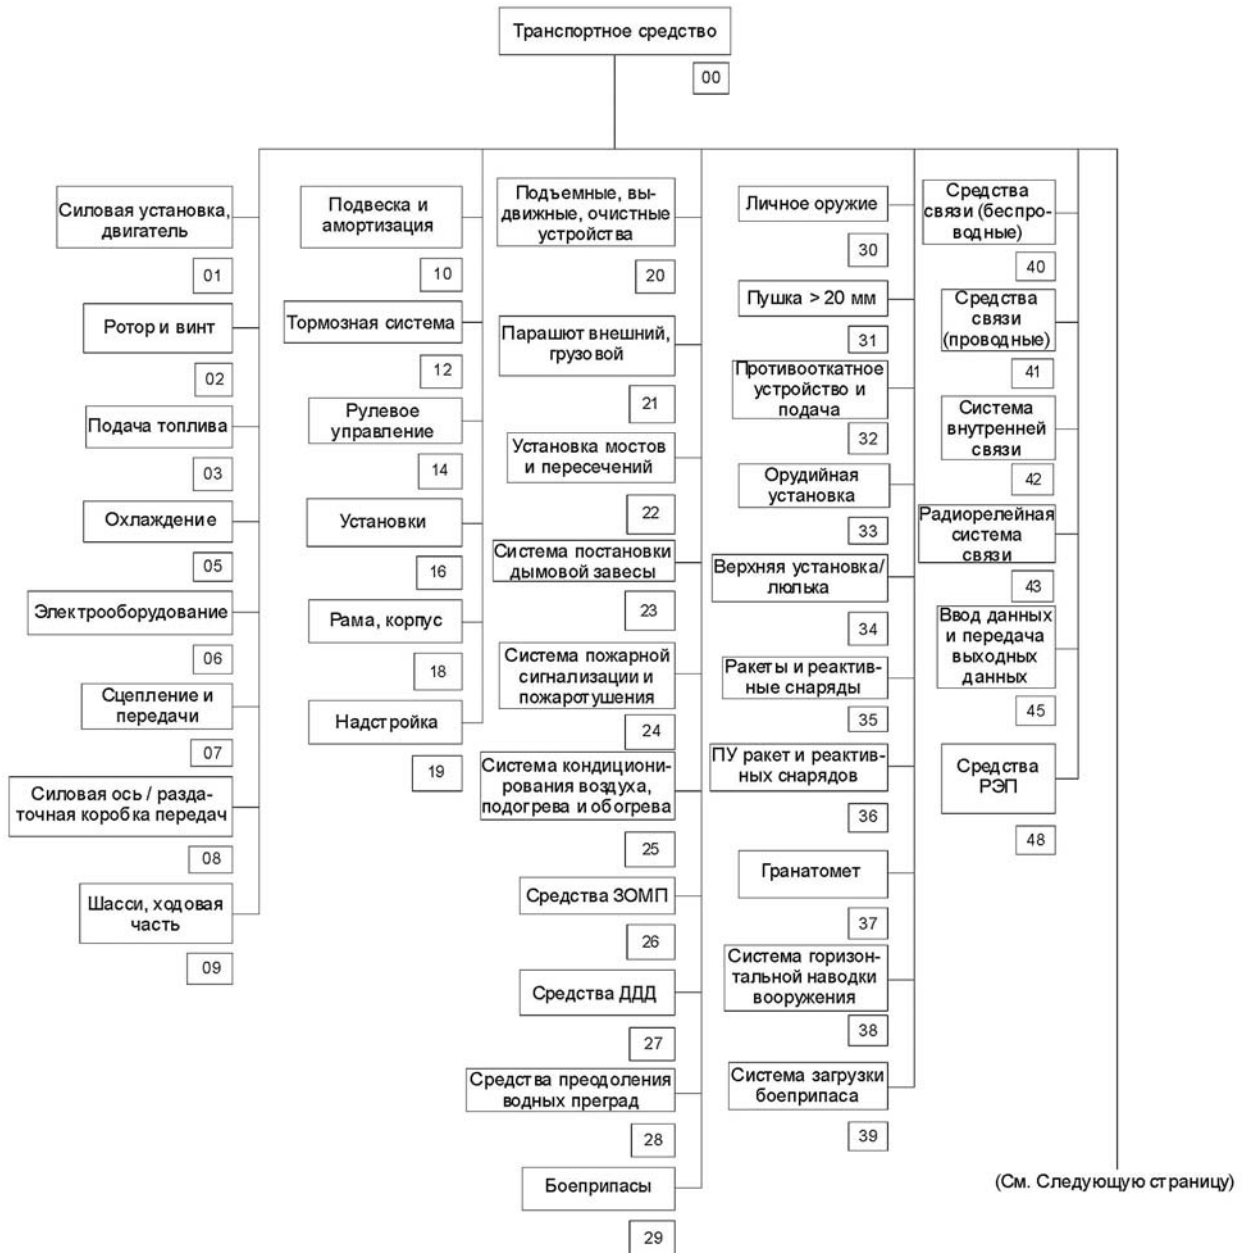 Транспортное средство
00
Силовая установка,
двигатель
01
Ротор и винт
02
Подача топлива
03
Охлаждение
05
Электрооборудование
06
Сцепление и
передачи
07
Силовая ось / разда-
точная коробка передач
08
Шасси, ходовая
часть
09
Подвеска и
амортизация
10
Тормозная система
12
Рулевое
управление
14
Установки
16
Рама, корпус
18
Надстройка
19
Подъемные, вы-
движные, очистные
устройства
20
Парашют внешний,
грузовой
21
Установка мостов
и пересечений
22
Система постановки
дымовой завесы
23
Система пожарной
сигнализации и
пожаротушения
24
Система кондициони-
рования воздуха,
подогрева и обогрева
25
Средства ЗОМП
26
Средства ДДД
27
Средства преодоления
водных преград
28
Боеприпасы
29
Личное оружие
30
Пушка > 20 мм
31
Противооткатное
устройство и
подача
32
Орудийная
установка
33
Верхняя установка/
люлька
34
Ракеты и реактив-
ные снаряды
35
ПУ ракет и реактив-
ных снарядов
36
Гранатомет
37
Система горизон-
тальной наводки
вооружения
38
Система загрузки
боеприпаса
39
Средства
связи (беспро-
водные)
40
Средства
связи
(проводные)
41
Система
внутренней
связи
42
Радиорелейная
система
связи
43
Ввод данных
и передача
выходных
данных
45
Средства
РЭП
48
(См. Следующую страницу)